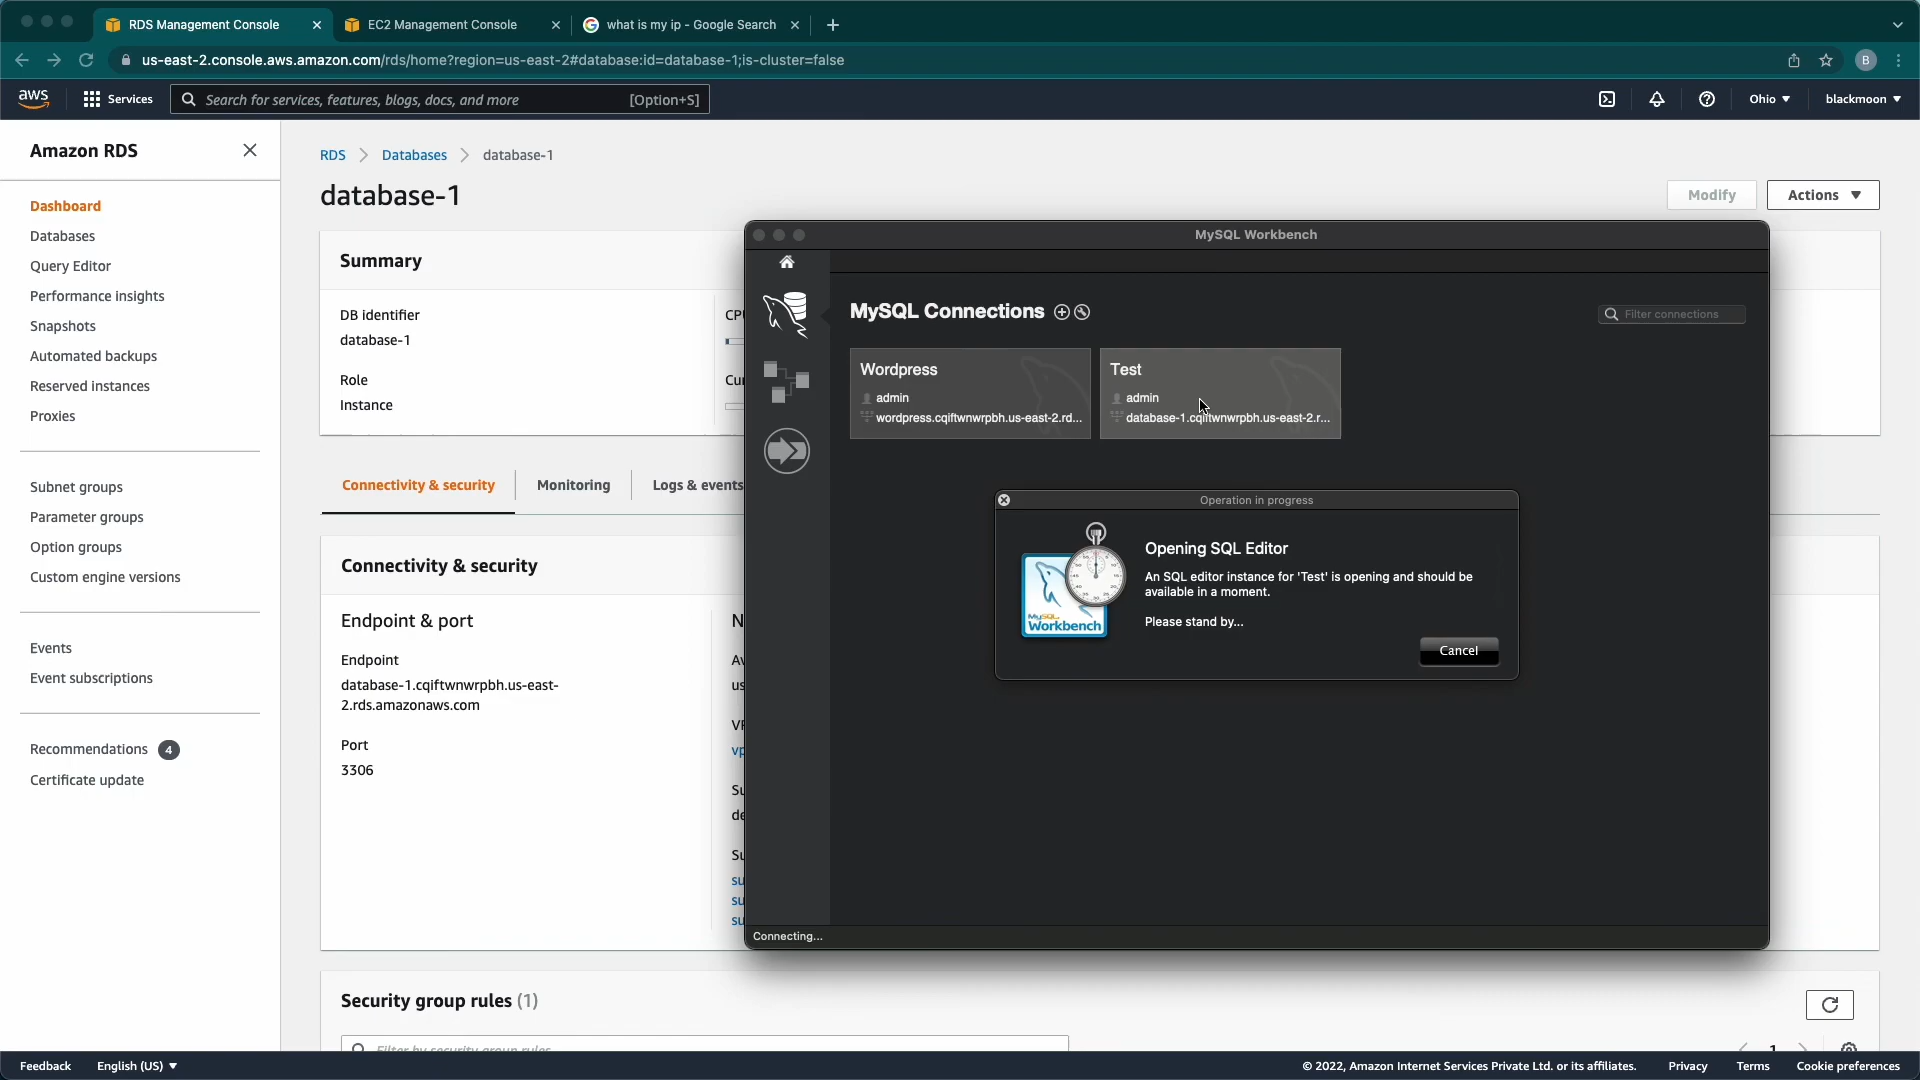 RDS Management Console
EC2 Management Console
what is my ip - Google Search
us-east-2.console.aws.amazon.com/rds/home?region=us-east-2#database:id=database-1;is-cluster=false
B
aws
Services
Search for services, features, blogs, docs, and more
[Option+S]
Ohio
blackmoon
Amazon RDS
Dashboard
Databases
Query Editor
Performance insights
Snapshots
Automated backups
Reserved instances
Proxies
Subnet groups
Parameter groups
Option groups
Custom engine versions
Events
Event subscriptions
Recommendations 4
Certificate update
RDS
Databases
database-1
database-1
Modify
Actions
Summary
DB identifier
database-1
Role
Instance
Connectivity & security
Monitoring
Logs & events
Connectivity & security
Endpoint & port
Endpoint
database-1.cqiftwnwrpbh.us-east-
2.rds.amazonaws.com
Port
3306
Security group rules (1)
Filter by security group rules
1
MySQL Workbench
MySQL Connections
Filter connections
Wordpress
admin
wordpress.cqiftwnwrpbh.us-east-2.rd...
Test
admin
database-1.cqiftwnwrpbh.us-east-2.r...
Operation in progress
MySQL
Workbench
Opening SQL Editor
An SQL editor instance for 'Test' is opening and should be
available in a moment.
Please stand by...
Cancel
Connecting...
Feedback
English (US)
© 2022, Amazon Internet Services Private Ltd. or its affiliates.
Privacy
Terms
Cookie preferences